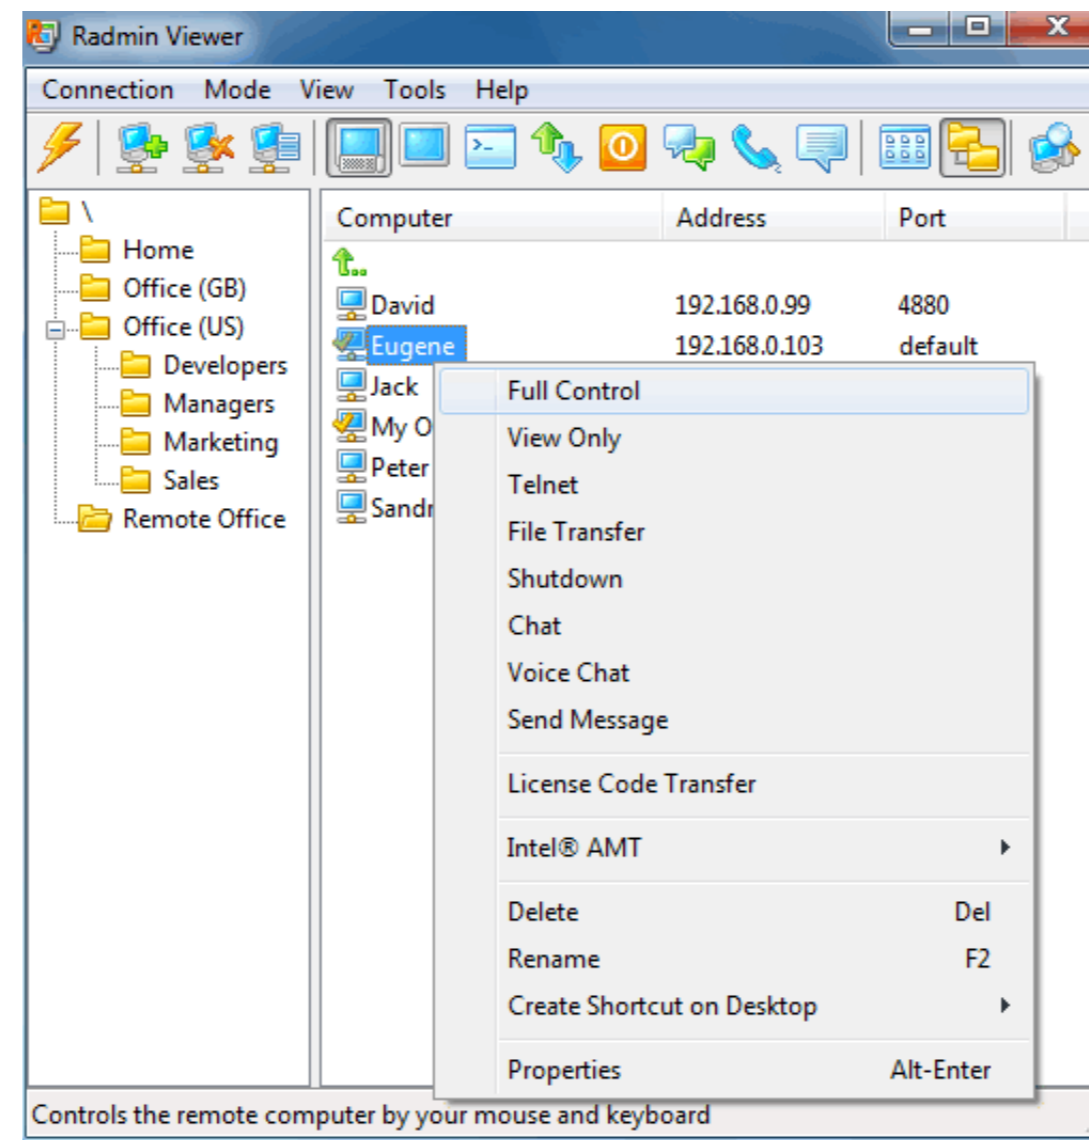 Radmin Viewer
Connection Mode View Tools Help
\
Home
Office (GB)
Office (US)
Developers
Managers
Marketing
Sales
Remote Office
Computer Address Port
..
David 192.168.0.99 4880
Eugene 192.168.0.103 default
Jack
My O
Peter
Sandr
Full Control
View Only
Telnet
File Transfer
Shutdown
Chat
Voice Chat
Send Message
License Code Transfer
Intel® AMT
Delete Del
Rename F2
Create Shortcut on Desktop
Properties Alt-Enter
Controls the remote computer by your mouse and keyboard